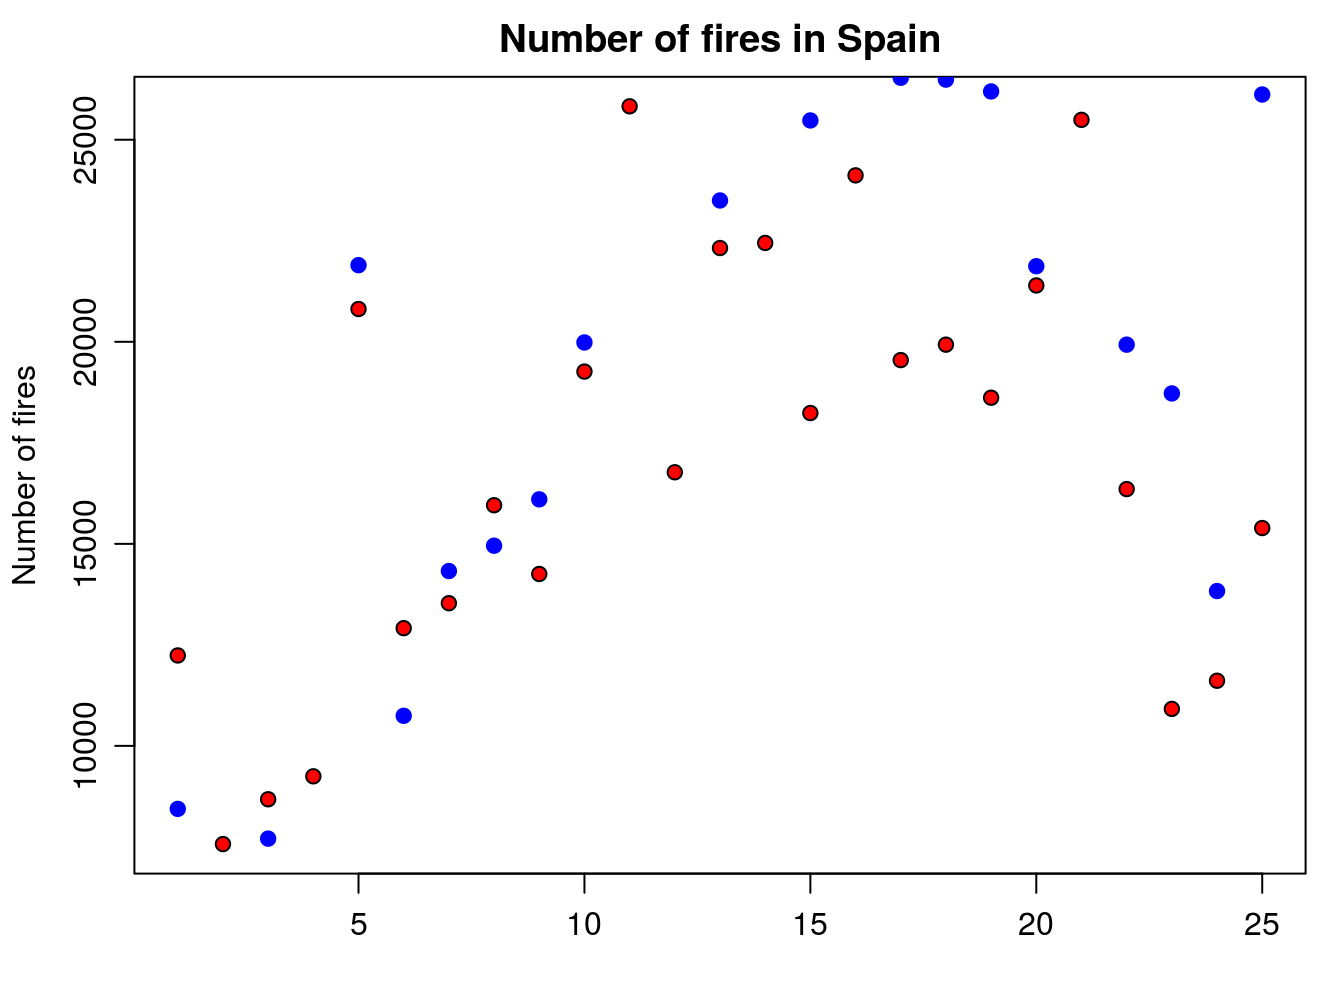 Number of fires in Spain
Number of fires
25000
20000
15000
10000
5 10 15 20 25